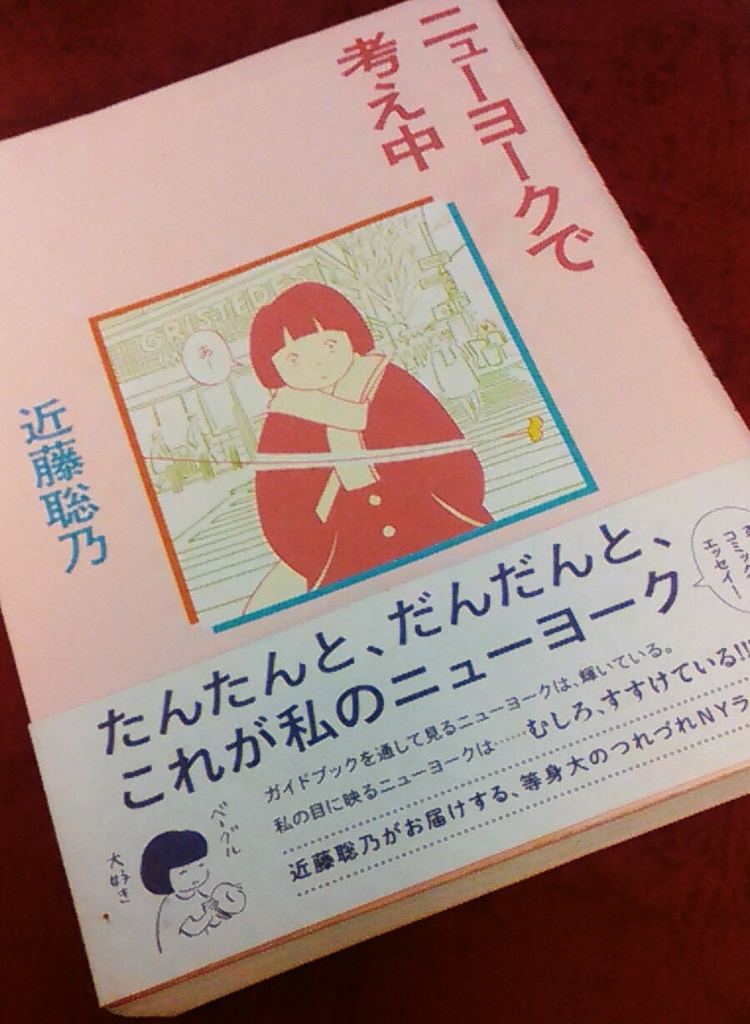 ニューヨークで
考え中
GRISTEDE
あー
近藤聡乃
たんたんと、だんだんと、
これが私のニューヨーク
コミック
エッセイ!
ガイドブックを通して見るニューヨークは、輝いている。
私の目に映るニューヨークは……むしろ、すすけている!!
近藤聡乃がお届けする、等身大のつれづれNYラ
ベーグル
大好き